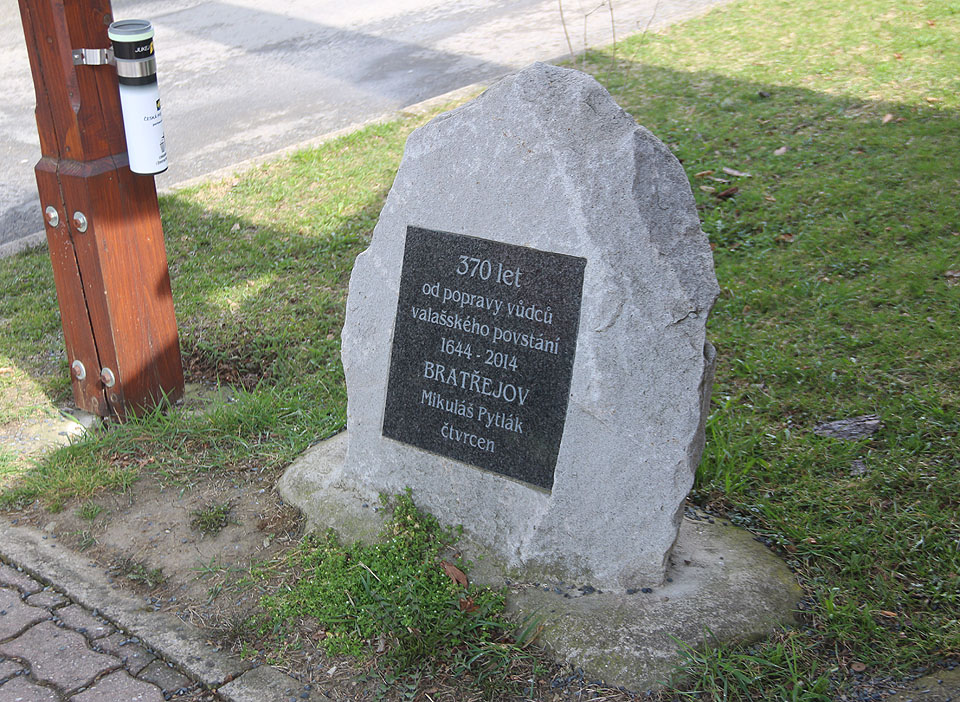 370 let
od popravy vůdců
valašského povstání
1644 - 2014
BRATŘEJOV
Mikuláš Pytlák
čtvrcen